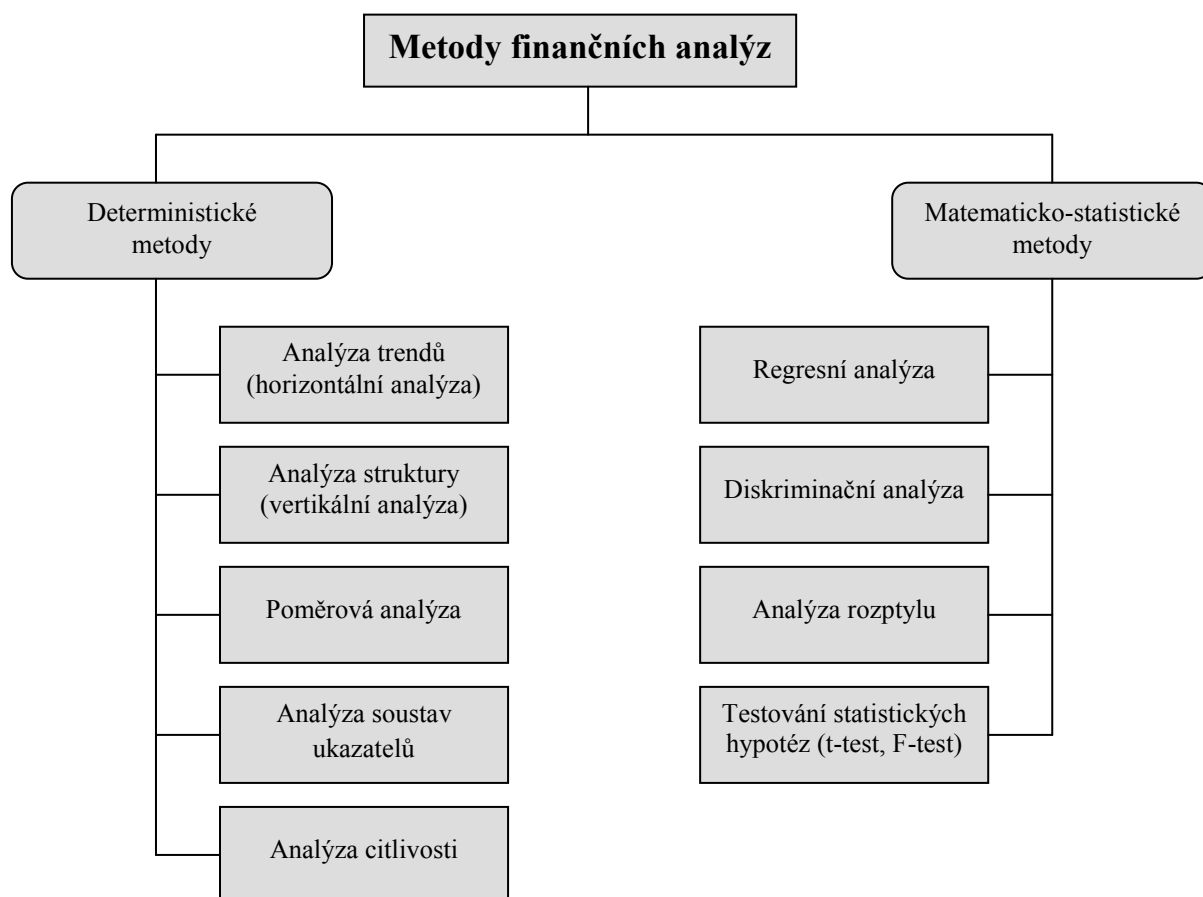 Metody finančních analýz
Deterministické
metody
Matematicko-statistické
metody
Analýza trendů
(horizontální analýza)
Analýza struktury
(vertikální analýza)
Poměrová analýza
Analýza soustav
ukazatelů
Analýza citlivosti
Regresní analýza
Diskriminační analýza
Analýza rozptylu
Testování statistických
hypotéz (t-test, F-test)